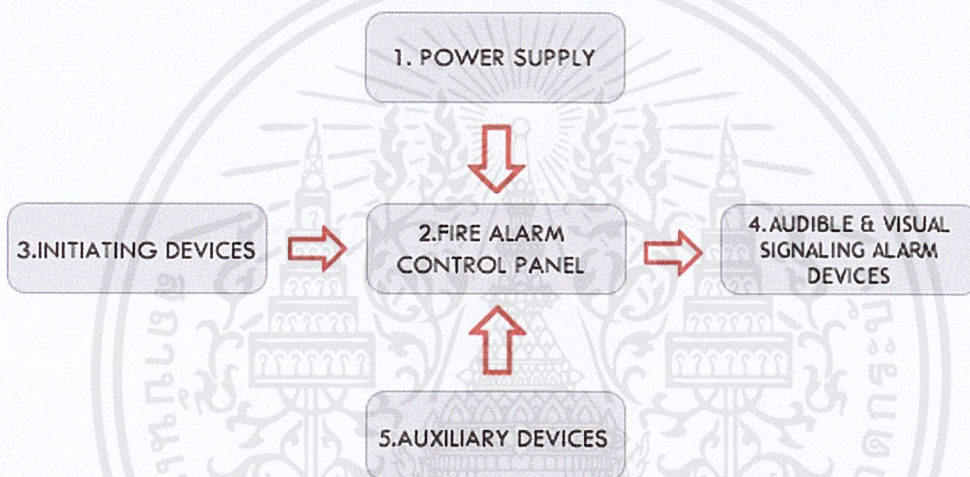 1. POWER SUPPLY
3.INITIATING DEVICES
2.FIRE ALARM
CONTROL PANEL
4.AUDIBLE & VISUAL
SIGNALING ALARM
DEVICES
5.AUXILIARY DEVICES